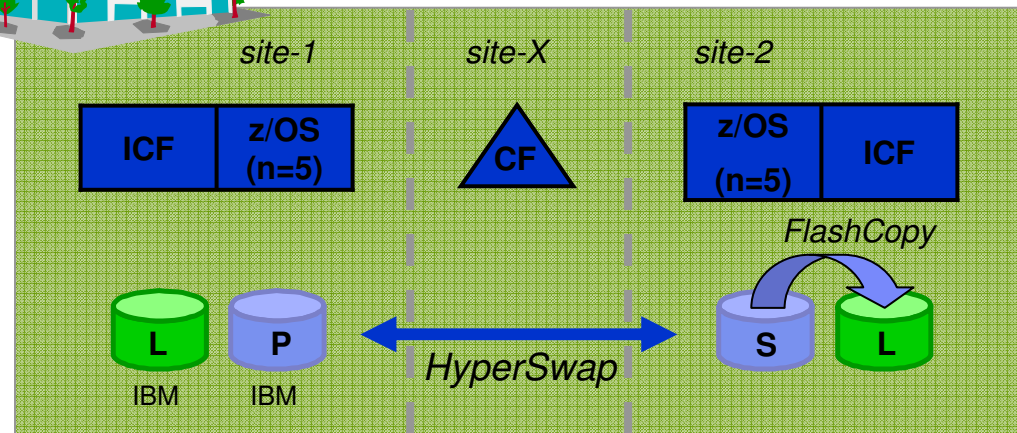 site-1
site-X
site-2
ICF
z/OS
(n=5)
CF
z/OS
(n=5)
ICF
FlashCopy
L
P
HyperSwap
S
L
IBM
IBM